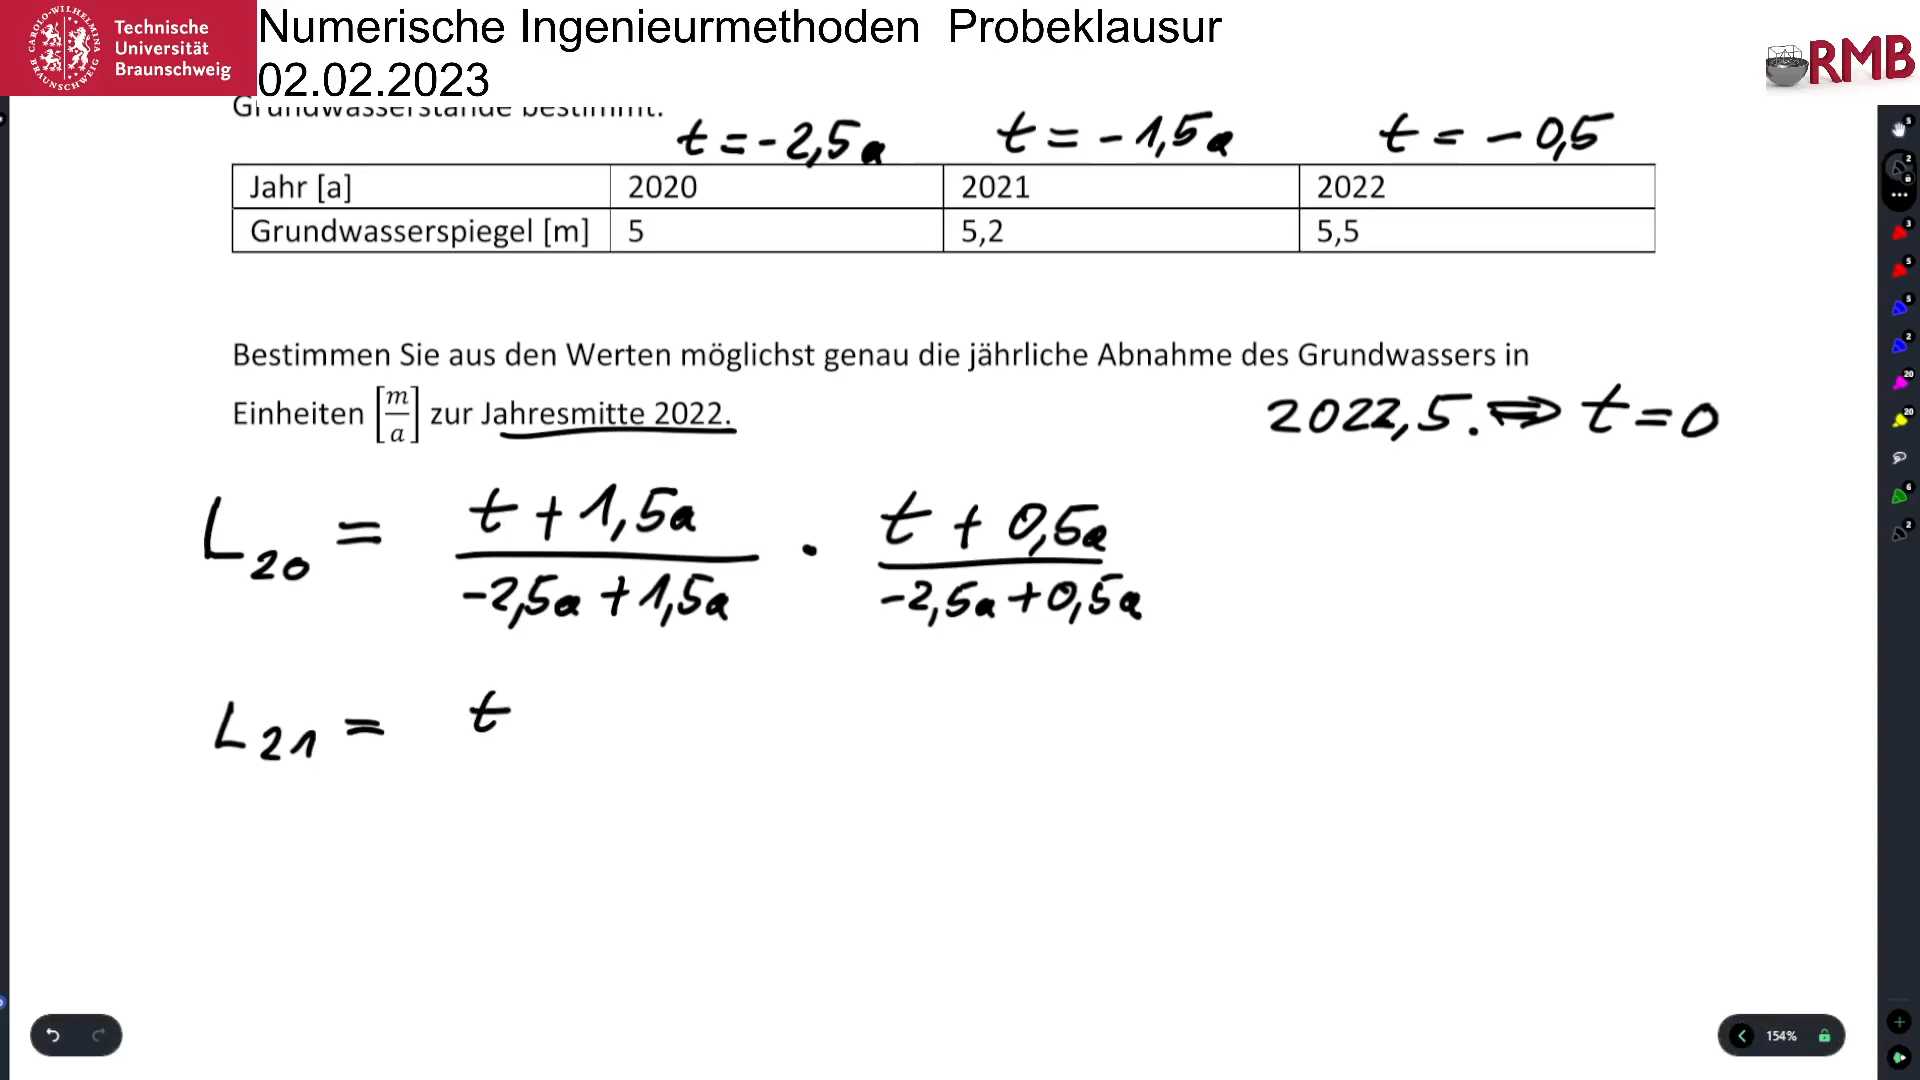 Technische
Universität
Braunschweig
Numerische Ingenieurmethoden Probeklausur
02.02.2023
RMB
Grundwasserstände bestimmt.
t = -2,5a t = -1,5a t = -0,5
Jahr [a] 2020 2021 2022
Grundwasserspiegel [m] 5 5,2 5,5
Bestimmen Sie aus den Werten möglichst genau die jährliche Abnahme des Grundwassers in
Einheiten [m/a] zur Jahresmitte 2022.
2022,5. ⟺ t = 0
L20 = (t + 1,5a)/(-2,5a + 1,5a) · (t + 0,5a)/(-2,5a + 0,5a)
L21 = t
154%